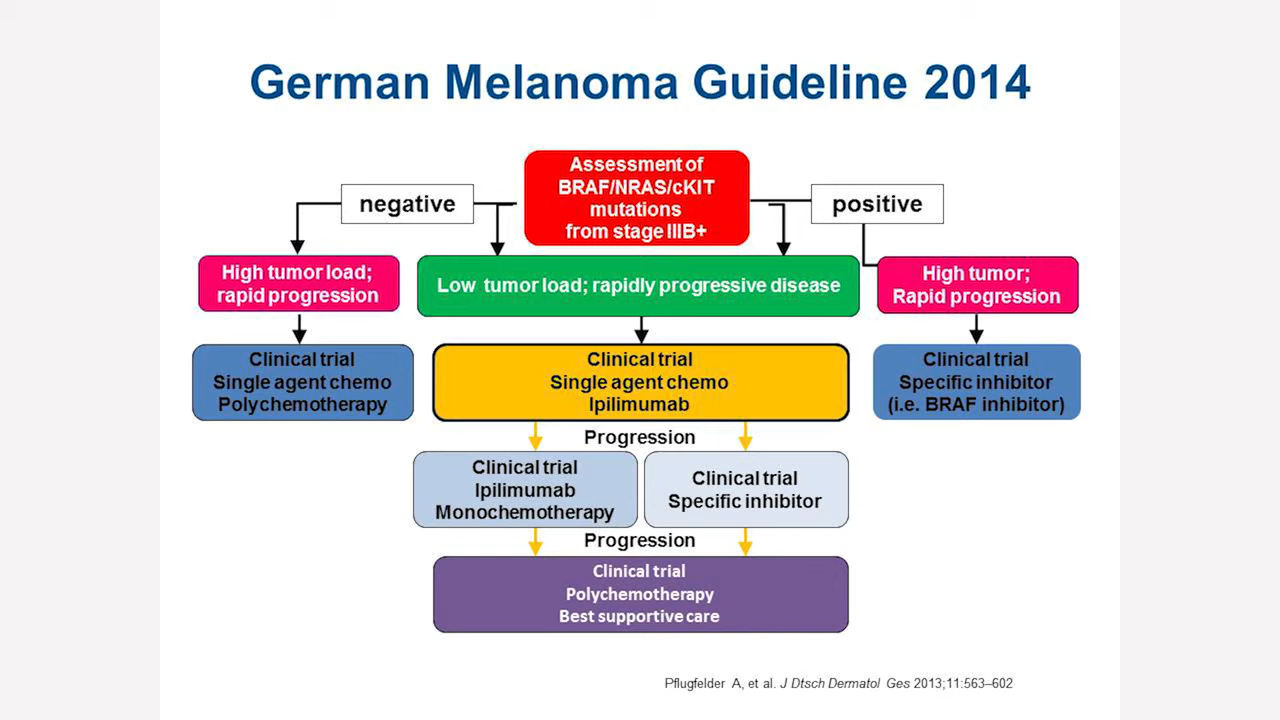 German Melanoma Guideline 2014
Assessment of
BRAF/NRAS/cKIT
mutations
from stage IIIB+
negative
positive
High tumor load;
rapid progression
Low tumor load; rapidly progressive disease
High tumor;
Rapid progression
Clinical trial
Single agent chemo
Polychemotherapy
Clinical trial
Single agent chemo
Ipilimumab
Clinical trial
Specific inhibitor
(i.e. BRAF inhibitor)
Progression
Clinical trial
Ipilimumab
Monochemotherapy
Clinical trial
Specific inhibitor
Progression
Clinical trial
Polychemotherapy
Best supportive care
Pflugfelder A, et al. J Dtsch Dermatol Ges 2013;11:563–602